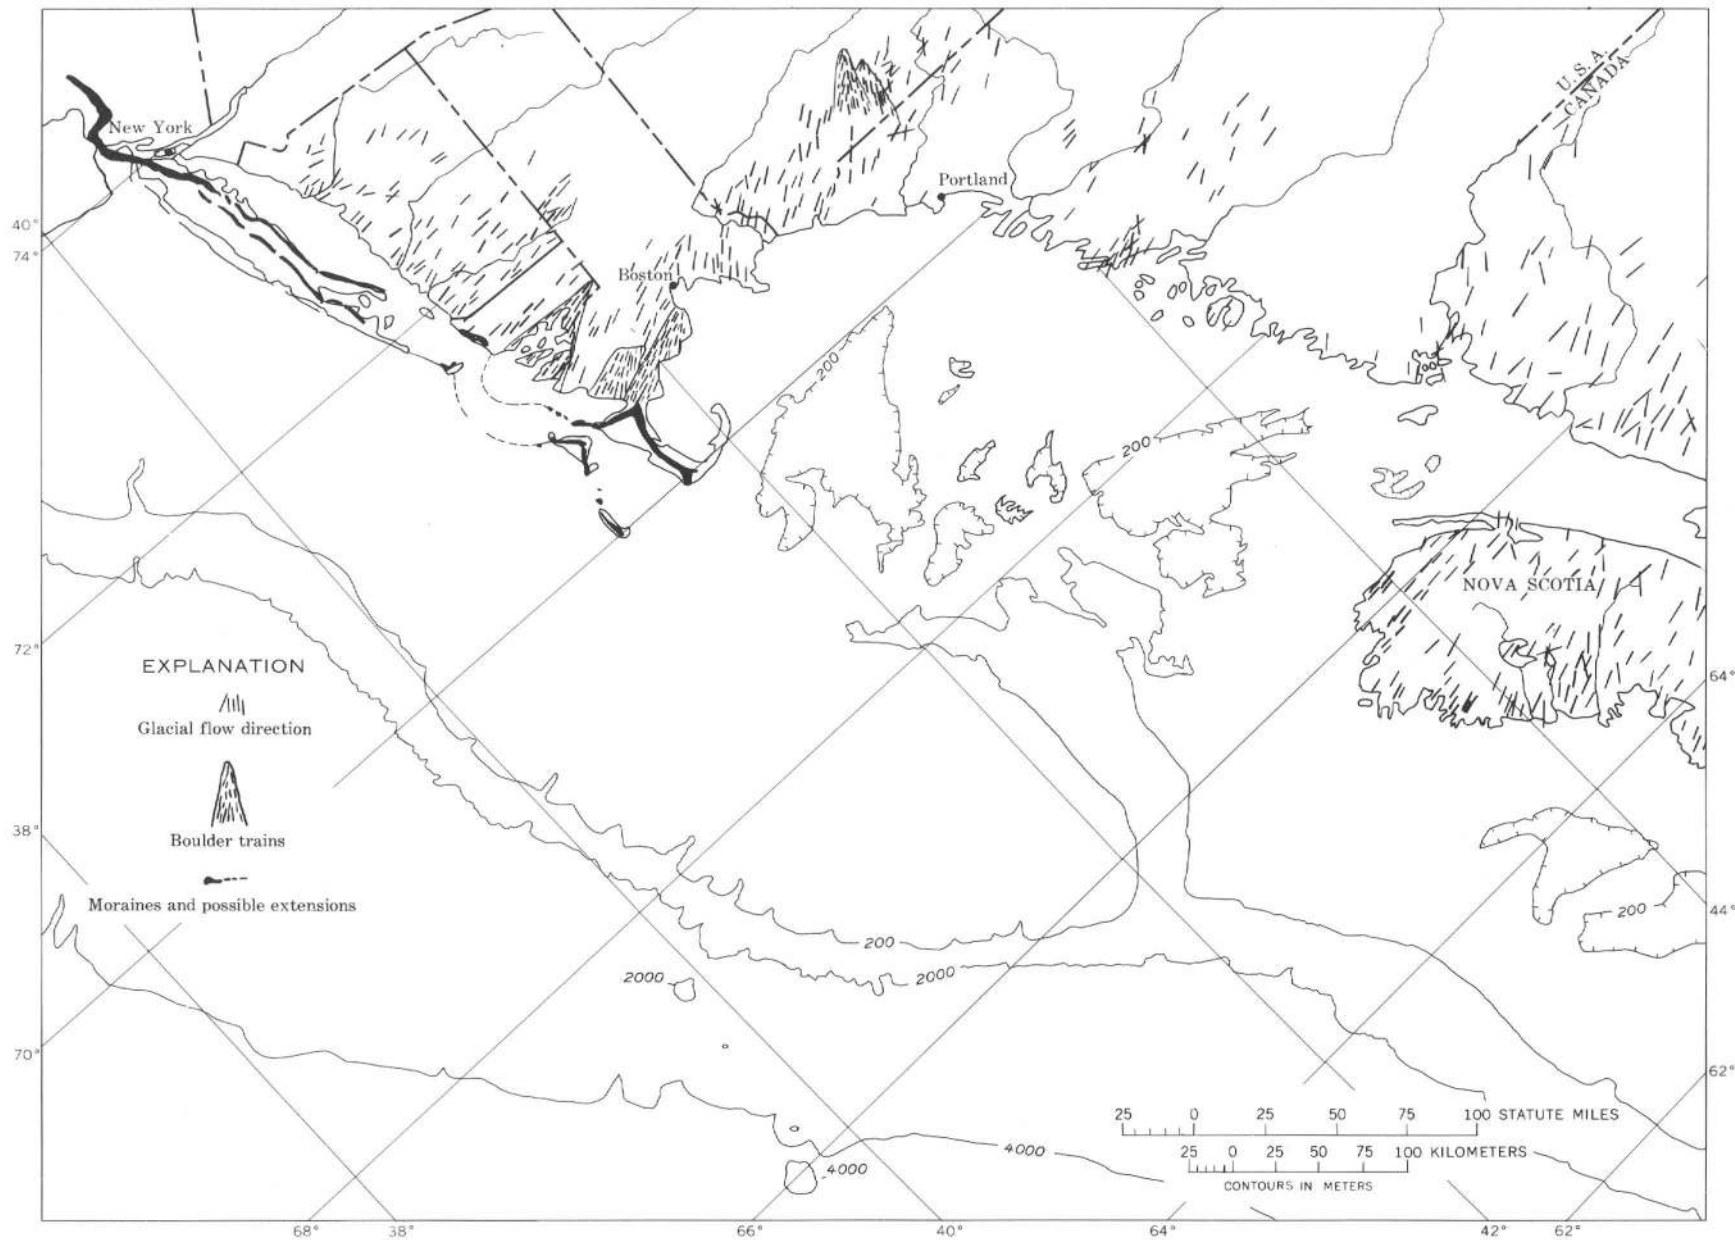 U. S. A.
CANADA
New York
Portland
40°
74°
Boston
200
200
NOVA SCOTIA
72°
EXPLANATION
64°
Glacial flow direction
38°
Boulder trains
Moraines and possible extensions
44°
200
200
2000
2000
70°
62°
25 0 25 50 75 100 STATUTE MILES
25 0 25 50 75 100 KILOMETERS
4000
4000
CONTOURS IN METERS
68° 38° 66° 40° 64° 42° 62°